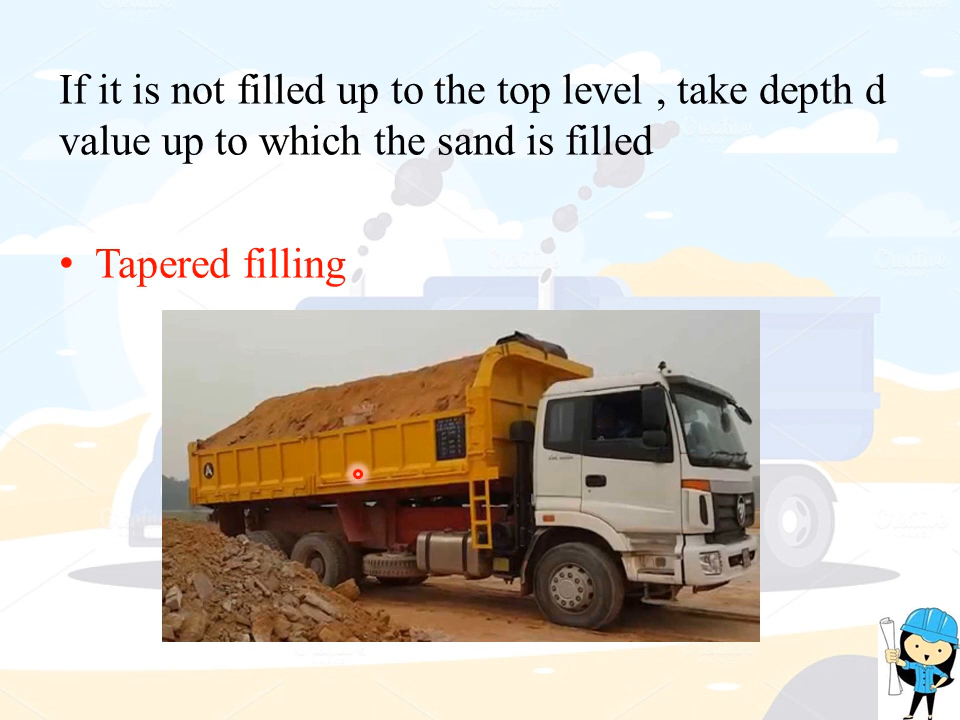 If it is not filled up to the top level , take depth d
value up to which the sand is filled
• Tapered filling